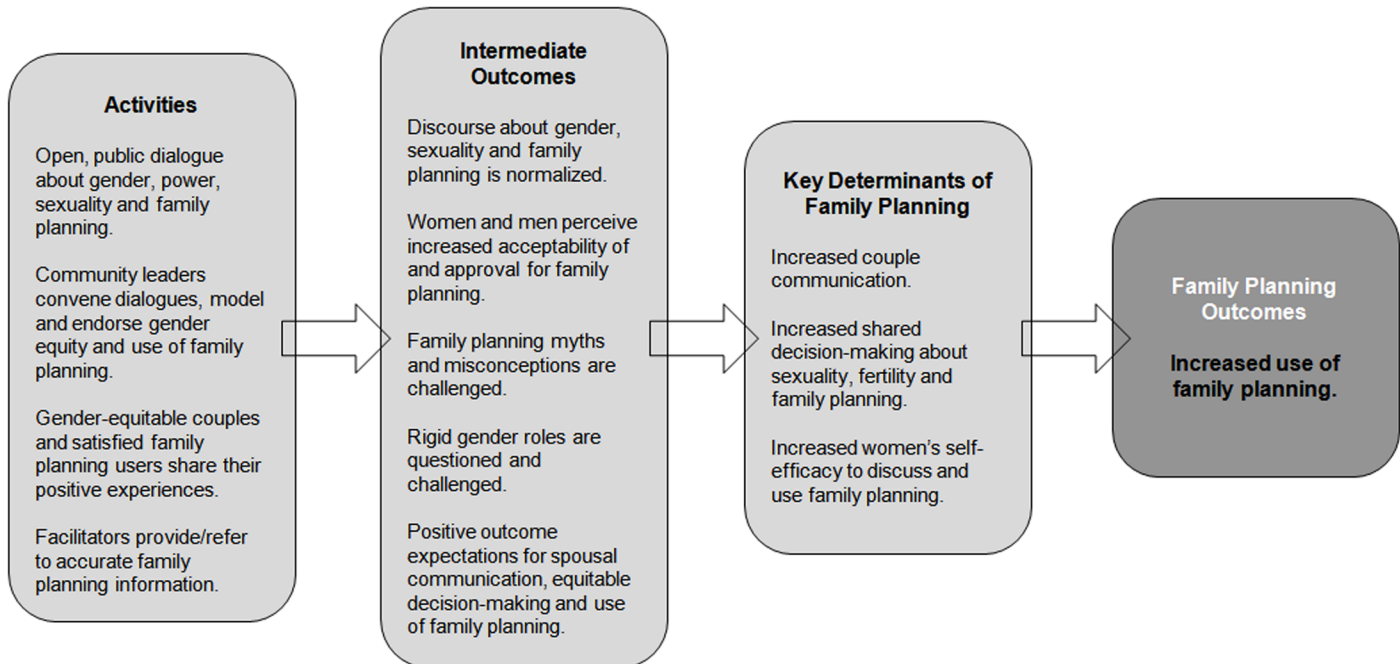 Activities
Open, public dialogue
about gender, power,
sexuality and family
planning.
Community leaders
convene dialogues, model
and endorse gender
equity and use of family
planning.
Gender-equitable couples
and satisfied family
planning users share their
positive experiences.
Facilitators provide/refer
to accurate family
planning information.
Intermediate
Outcomes
Discourse about gender,
sexuality and family
planning is normalized.
Women and men perceive
increased acceptability of
and approval for family
planning.
Family planning myths
and misconceptions are
challenged.
Rigid gender roles are
questioned and
challenged.
Positive outcome
expectations for spousal
communication, equitable
decision-making and use
of family planning.
Key Determinants of
Family Planning
Increased couple
communication.
Increased shared
decision-making about
sexuality, fertility and
family planning.
Increased women's self-
efficacy to discuss and
use family planning.
Family Planning
Outcomes
Increased use of
family planning.